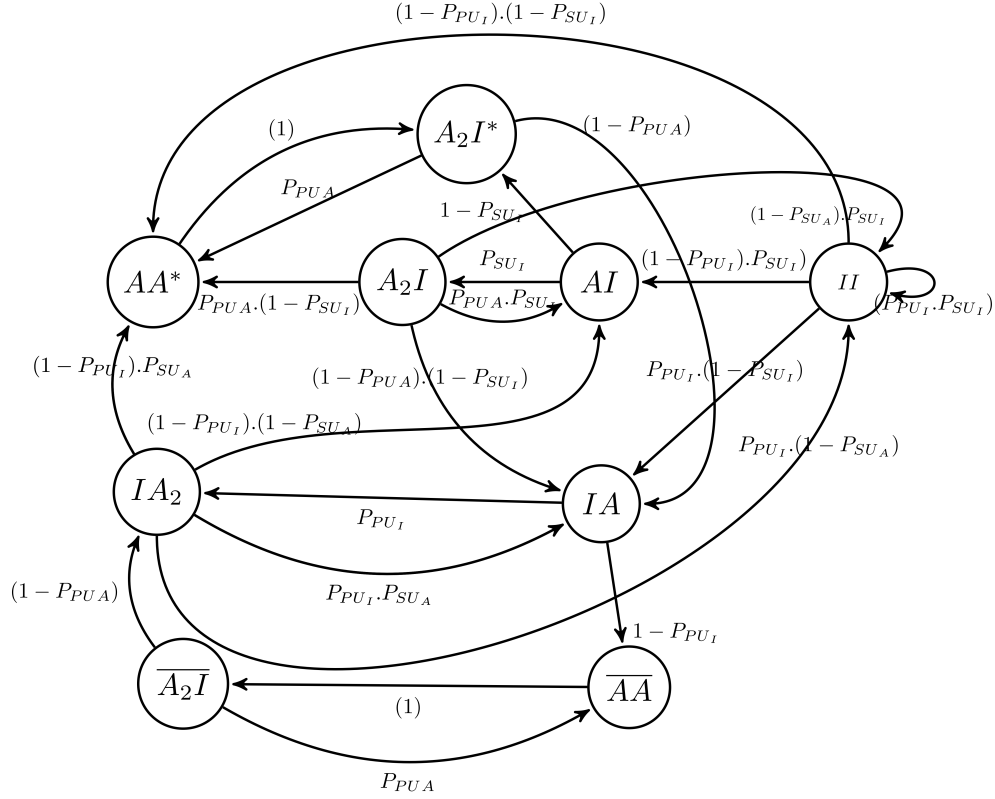 (1 − P_{PU_I}).(1 − P_{SU_I})
(1)
A_2I*
(1 − P_{PUA})
P_{PUA}
1 − P_{SU_I}
(1 − P_{SU_A}).P_{SU_I}
AA*
A_2I
P_{SU_I}
AI
(1 − P_{PU_I}).P_{SU_I})
II
P_{PUA}.(1 − P_{SU_I})
P_{PUA}.P_{SU_I}
(P_{PU_I}.P_{SU_I})
(1 − P_{PU_I}).P_{SU_A}
(1 − P_{PUA}).(1 − P_{SU_I})
P_{PU_I}.(1 − P_{SU_I})
(1 − P_{PU_I}).(1 − P_{SU_A})
P_{PU_I}.(1 − P_{SU_A})
IA_2
IA
P_{PU_I}
(1 − P_{PUA})
P_{PU_I}.P_{SU_A}
1 − P_{PU_I}
\overline{A_2I}
\overline{AA}
(1)
P_{PUA}